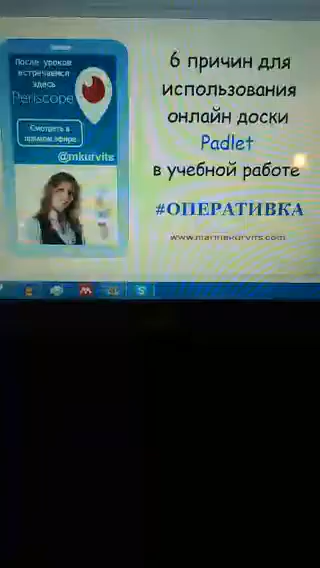 После уроков
встречаемся
здесь
Periscope
Смотреть в
прямом эфире
@mkurvits
6 причин для
использования
онлайн доски
Padlet
в учебной работе
#ОПЕРАТИВКА
www.marinakurvits.com